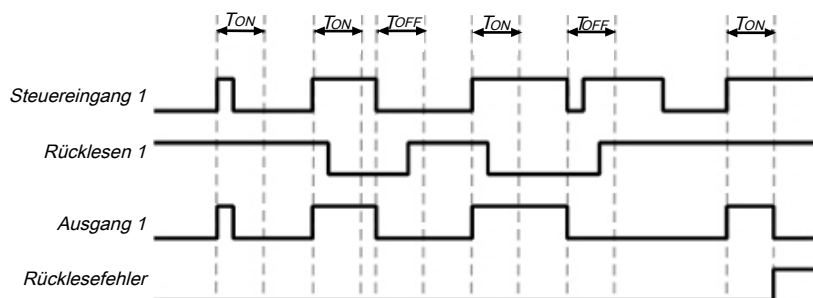 TON TON TOFF TON TOFF TON
Steuereingang 1
Rücklesen 1
Ausgang 1
Rücklesefehler